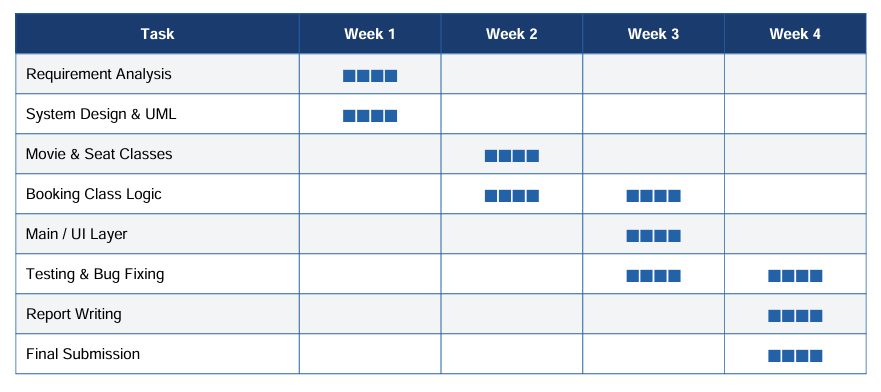 Task Week 1 Week 2 Week 3 Week 4
Requirement Analysis ■■■■
System Design & UML ■■■■
Movie & Seat Classes ■■■■
Booking Class Logic ■■■■ ■■■■
Main / UI Layer ■■■■
Testing & Bug Fixing ■■■■ ■■■■
Report Writing ■■■■
Final Submission ■■■■